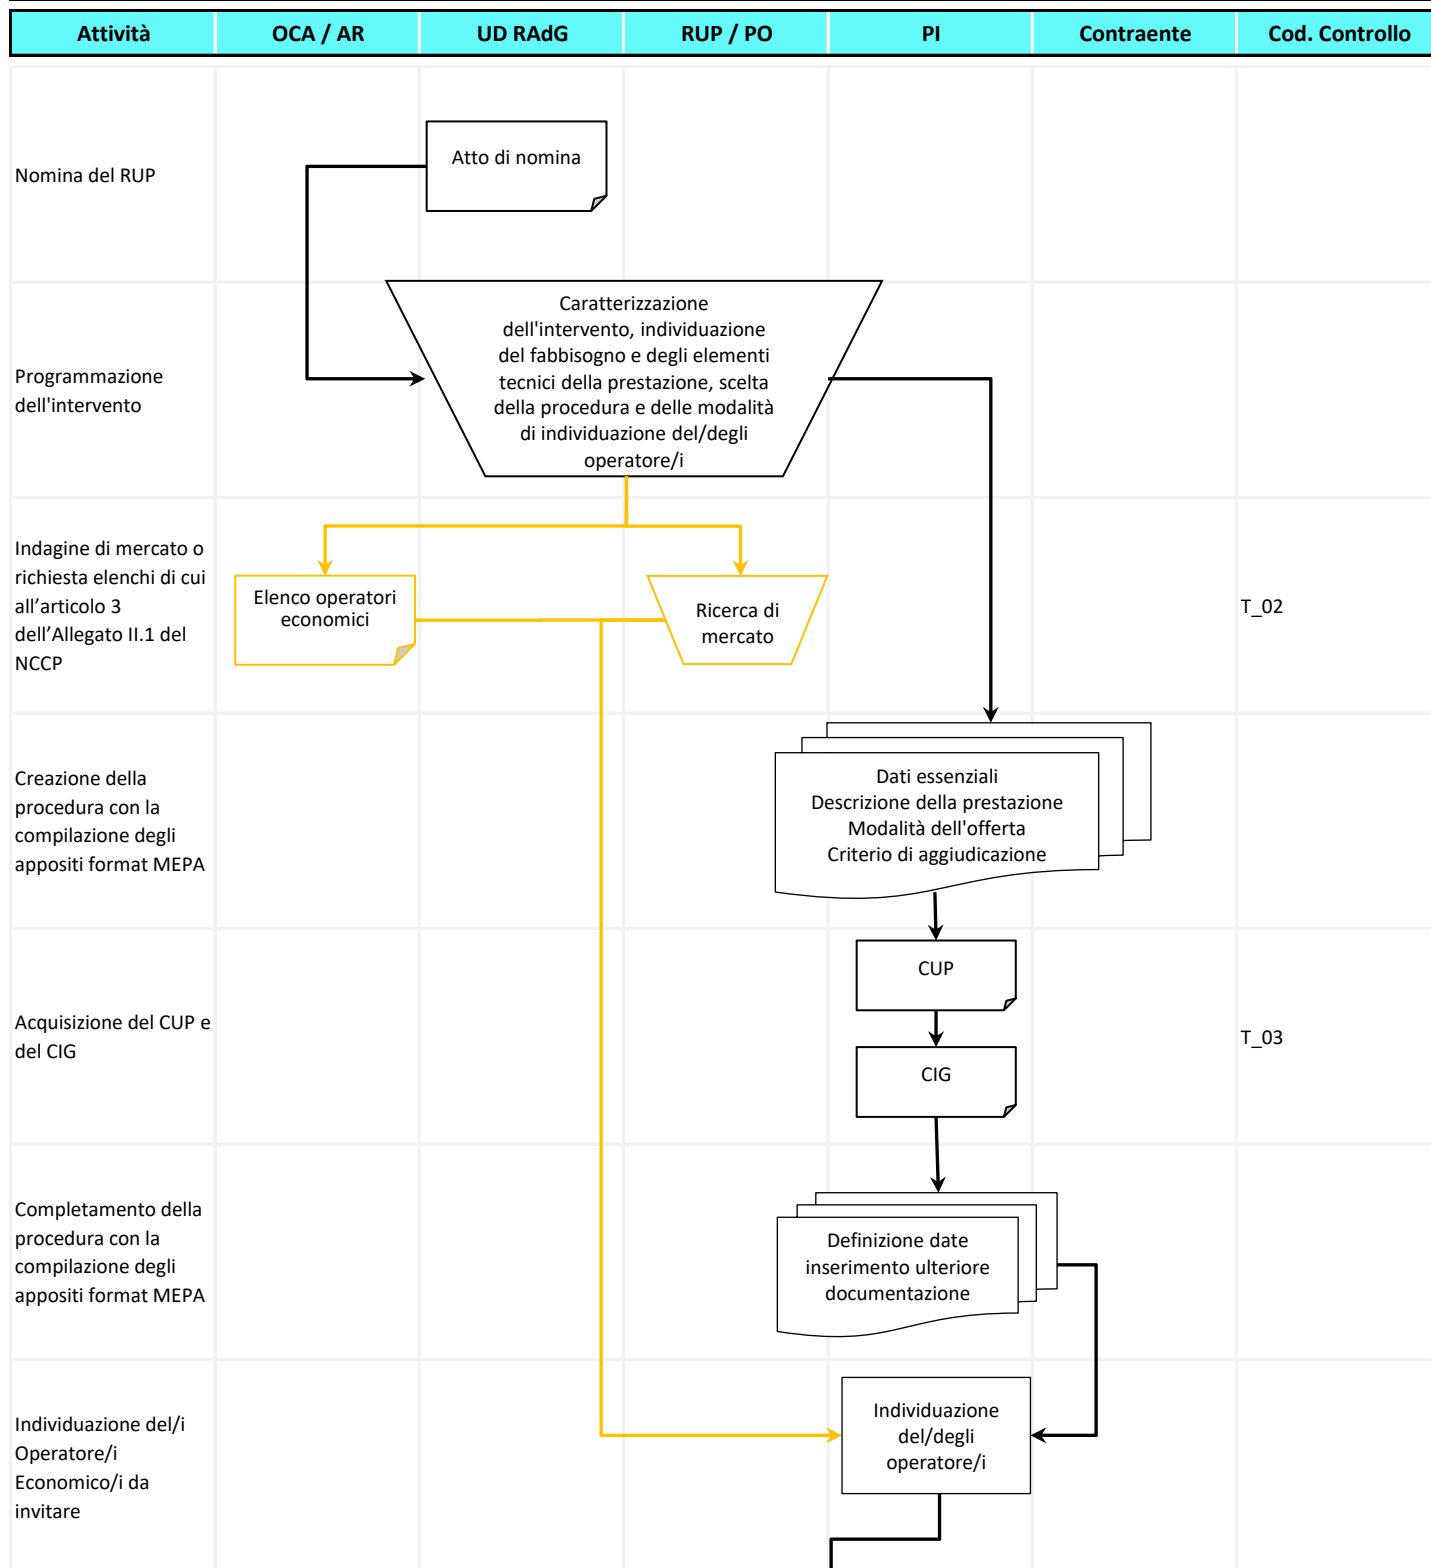 Attività
OCA / AR
UD RAdG
RUP / PO
PI
Contraente
Cod. Controllo
Nomina del RUP
Atto di nomina
Programmazione
dell'intervento
Caratterizzazione
dell'intervento, individuazione
del fabbisogno e degli elementi
tecnici della prestazione, scelta
della procedura e delle modalità
di individuazione del/degli
operatore/i
Indagine di mercato o
richiesta elenchi di cui
all’articolo 3
dell’Allegato II.1 del
NCCP
Elenco operatori
economici
Ricerca di
mercato
T_02
Creazione della
procedura con la
compilazione degli
appositi format MEPA
Dati essenziali
Descrizione della prestazione
Modalità dell'offerta
Criterio di aggiudicazione
Acquisizione del CUP e
del CIG
CUP
CIG
T_03
Completamento della
procedura con la
compilazione degli
appositi format MEPA
Definizione date
inserimento ulteriore
documentazione
Individuazione del/i
Operatore/i
Economico/i da
invitare
Individuazione
del/degli
operatore/i